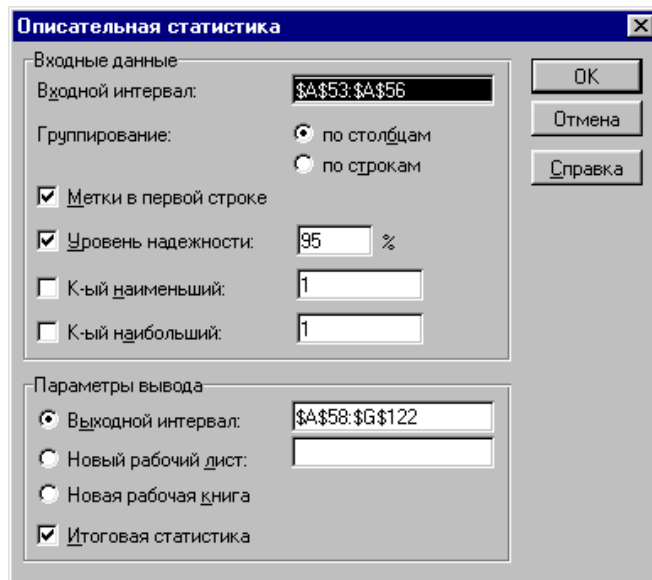 Описательная статистика
Входные данные
Входной интервал: $A$53:$A$56
Группирование: по столбцам
по строкам
Метки в первой строке
Уровень надежности: 95 %
К-ый наименьший: 1
К-ый наибольший: 1
Параметры вывода
Выходной интервал: $A$58:$G$122
Новый рабочий лист:
Новая рабочая книга
Итоговая статистика
OK
Отмена
Справка